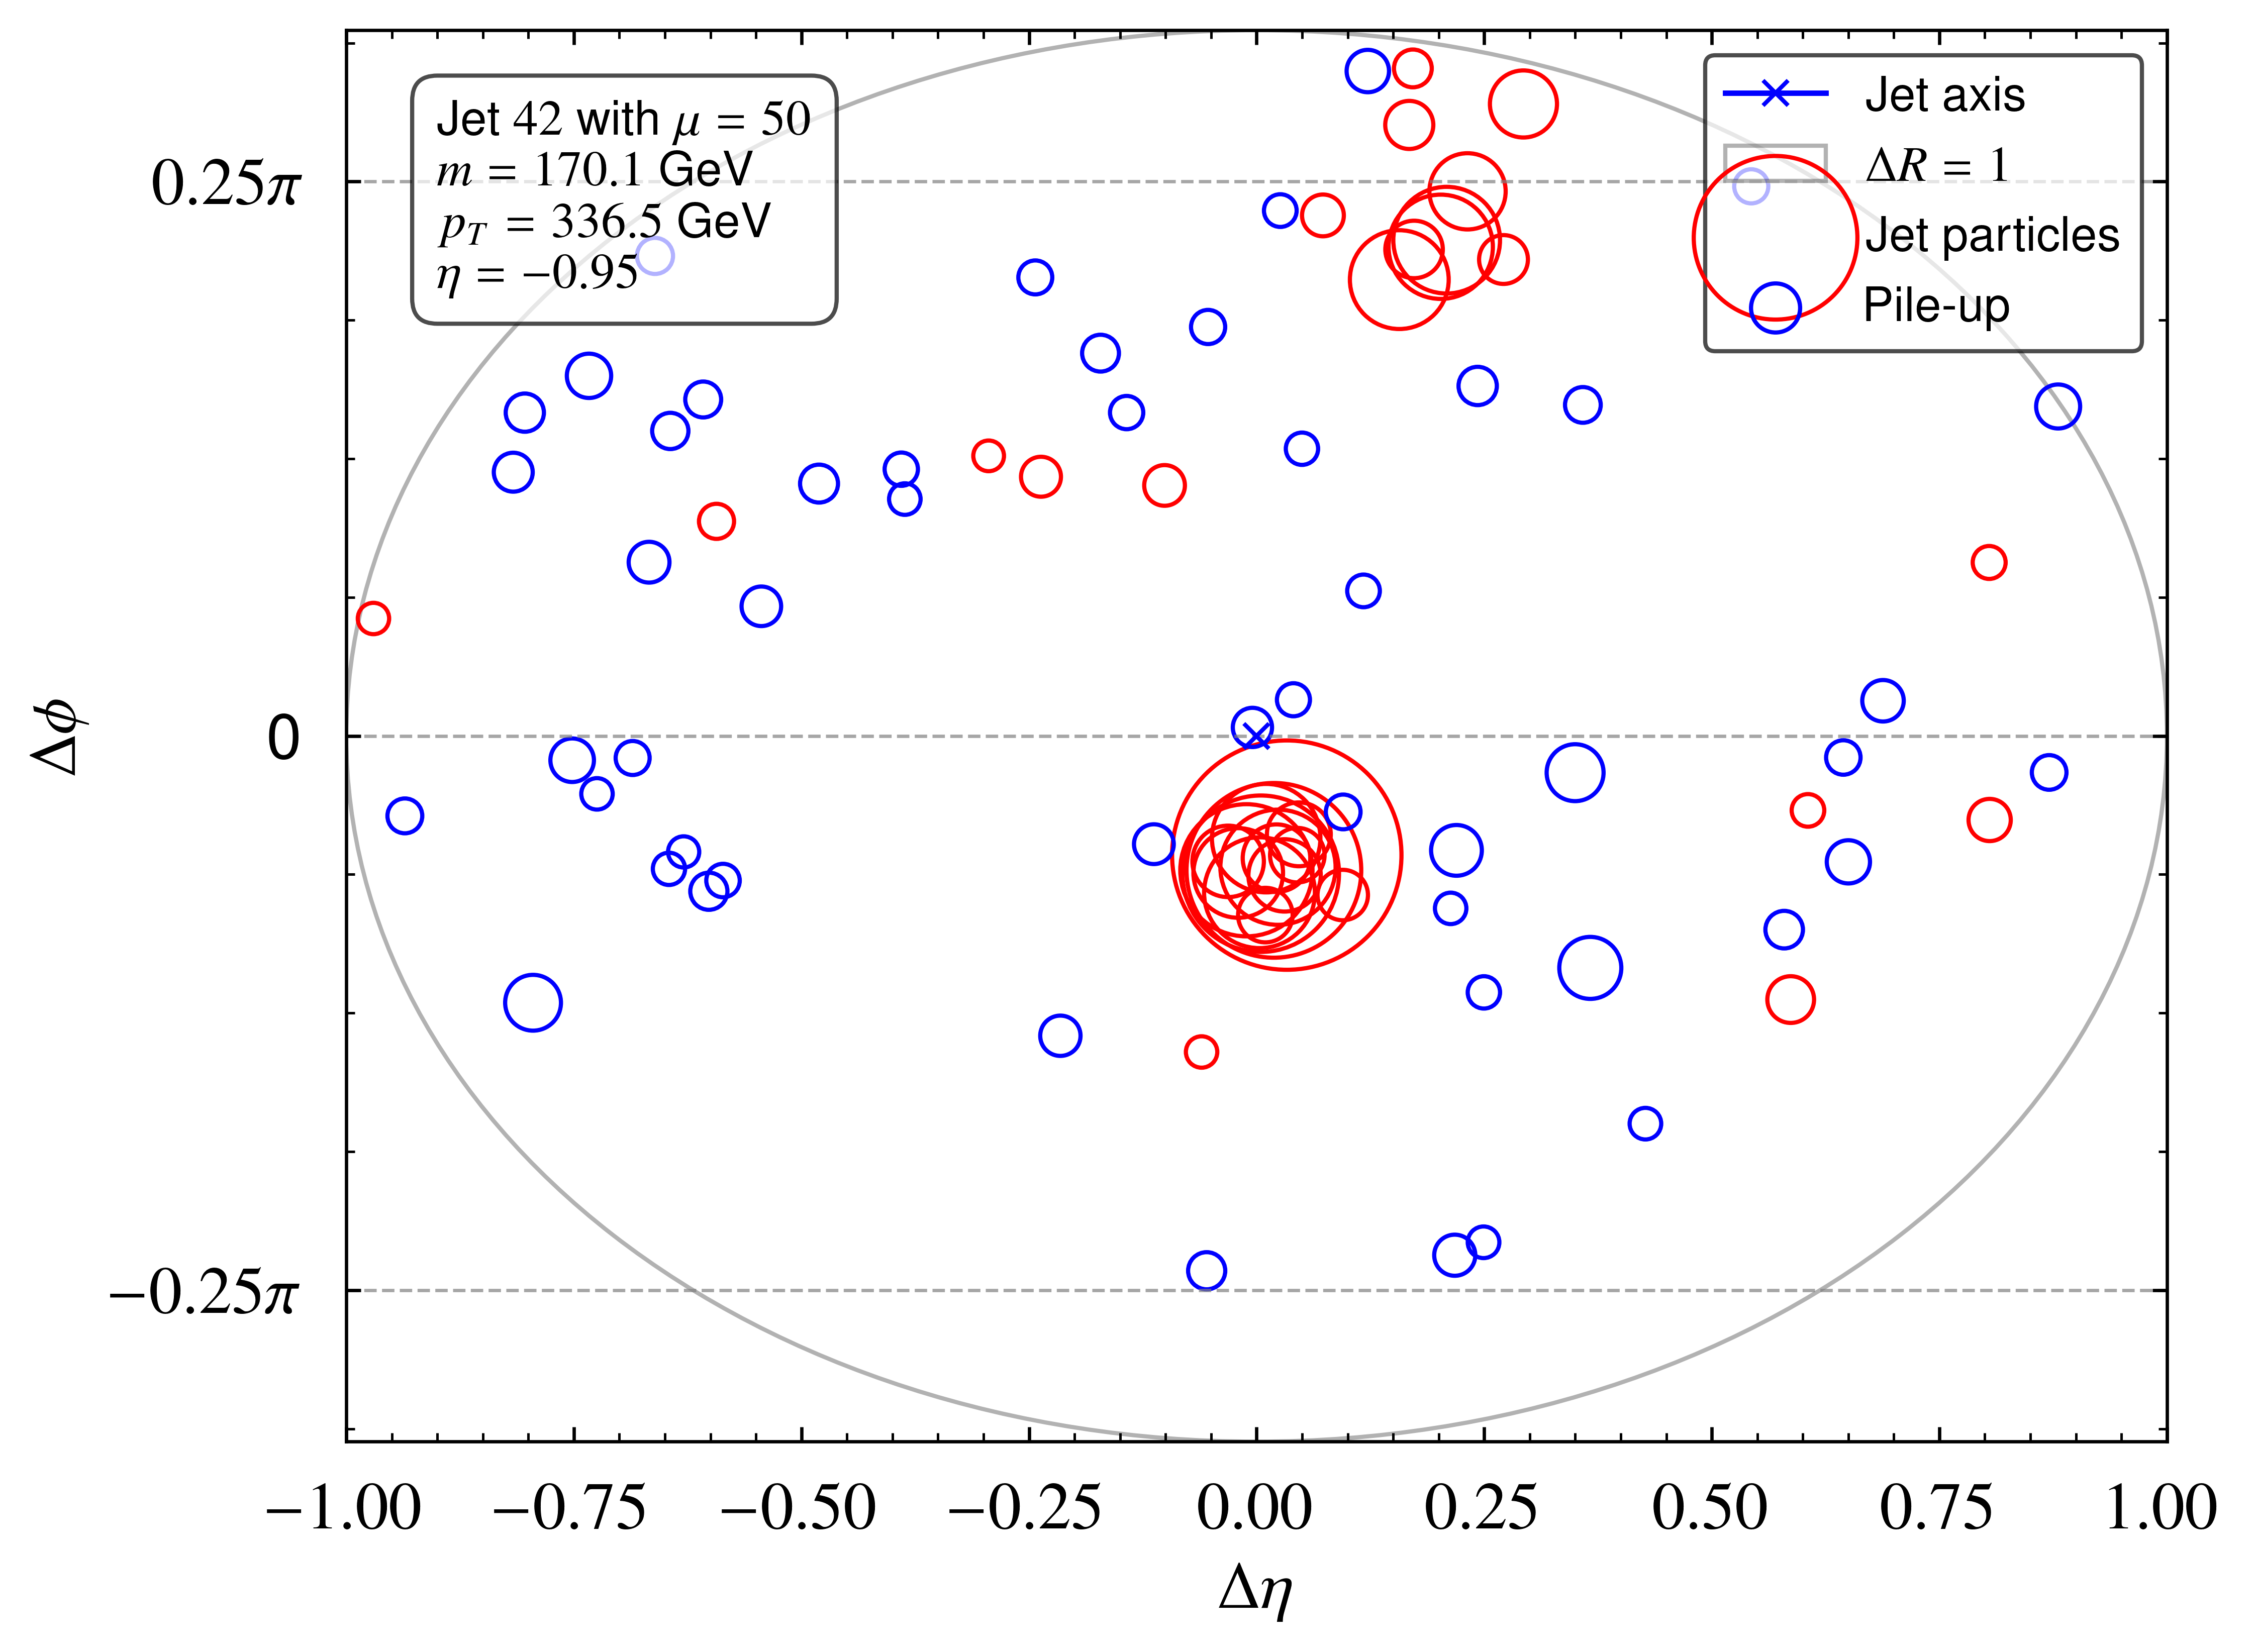 Jet 42 with μ = 50
m = 170.1 GeV
p_T = 336.5 GeV
η = −0.95
Jet axis
ΔR = 1
Jet particles
Pile-up
0.25π
0
−0.25π
Δϕ
−1.00 −0.75 −0.50 −0.25 0.00 0.25 0.50 0.75 1.00
Δη